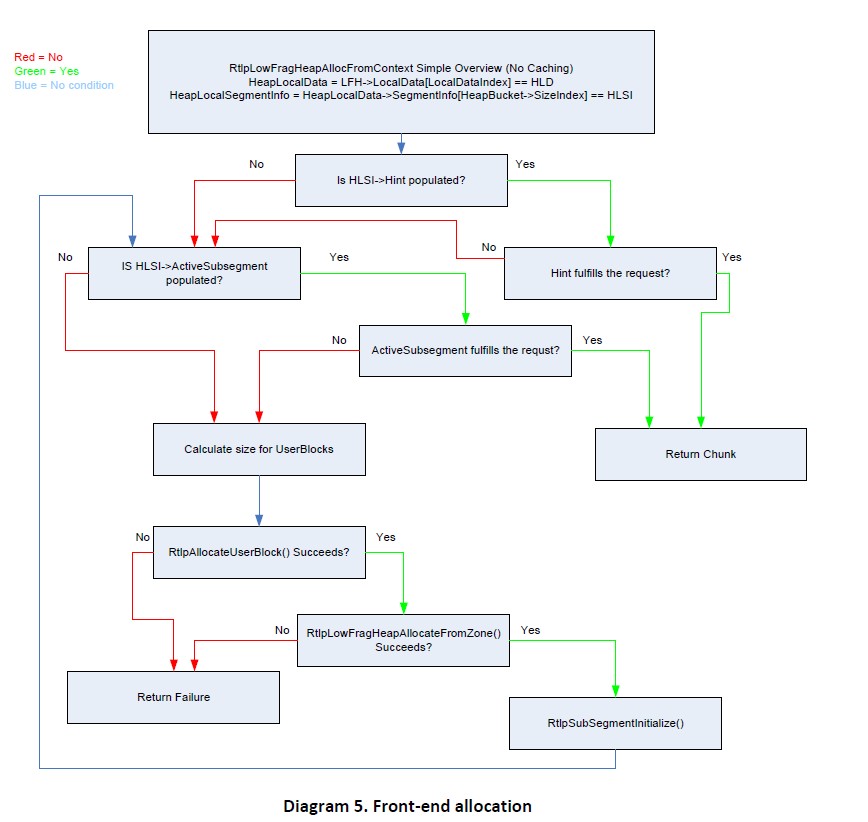 Red = No
Green = Yes
Blue = No condition
RtlpLowFragHeapAllocFromContext Simple Overview (No Caching)
HeapLocalData = LFH->LocalData[LocalDataIndex] == HLD
HeapLocalSegmentInfo = HeapLocalData->SegmentInfo[HeapBucket->SizeIndex] == HLSI
No
Is HLSI->Hint populated?
Yes
No
IS HLSI->ActiveSubsegment
populated?
Yes
No
Hint fulfills the request?
Yes
No
ActiveSubsegment fulfills the requst?
Yes
Calculate size for UserBlocks
Return Chunk
No
RtlpAllocateUserBlock() Succeeds?
Yes
No
RtlpLowFragHeapAllocateFromZone()
Succeeds?
Yes
Return Failure
RtlpSubSegmentInitialize()
Diagram 5. Front-end allocation